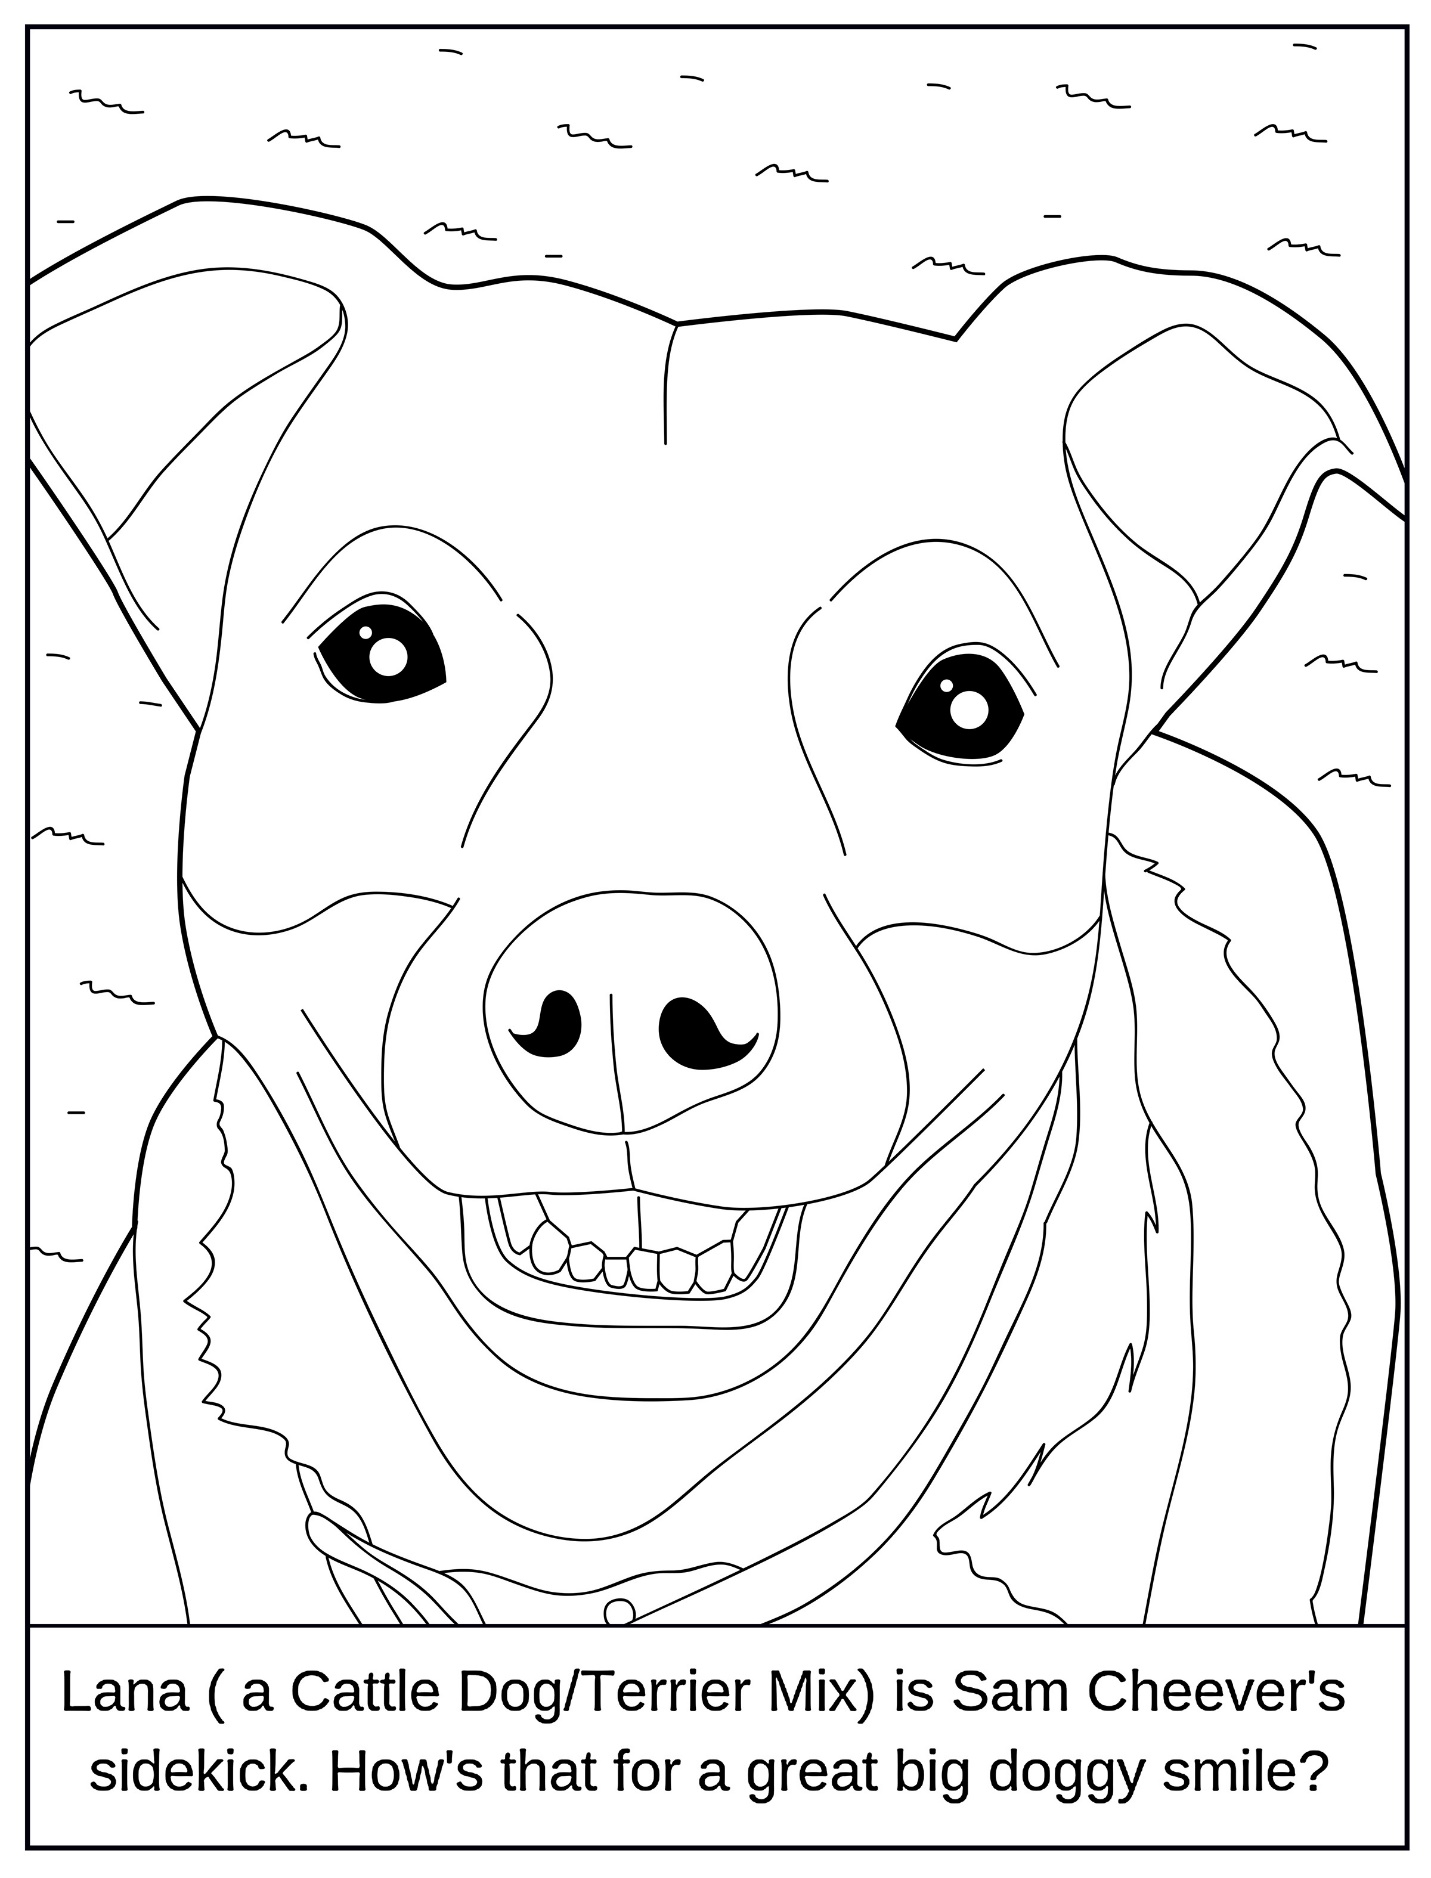 Lana ( a Cattle Dog/Terrier Mix) is Sam Cheever's
sidekick. How's that for a great big doggy smile?